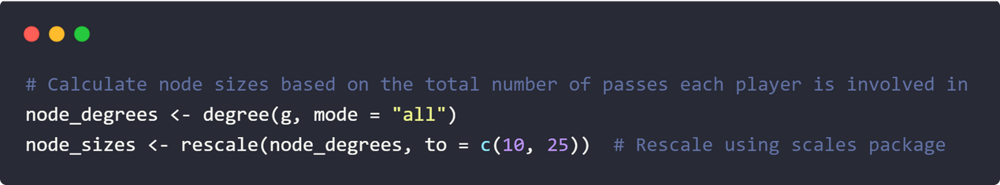 # Calculate node sizes based on the total number of passes each player is involved in
node_degrees <- degree(g, mode = "all")
node_sizes <- rescale(node_degrees, to = c(10, 25))  # Rescale using scales package